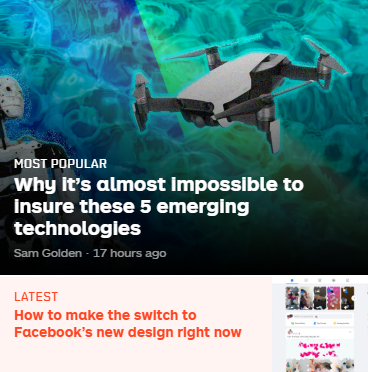 MOST POPULAR
Why it's almost impossible to
insure these 5 emerging
technologies
Sam Golden · 17 hours ago
LATEST
How to make the switch to
Facebook's new design right now